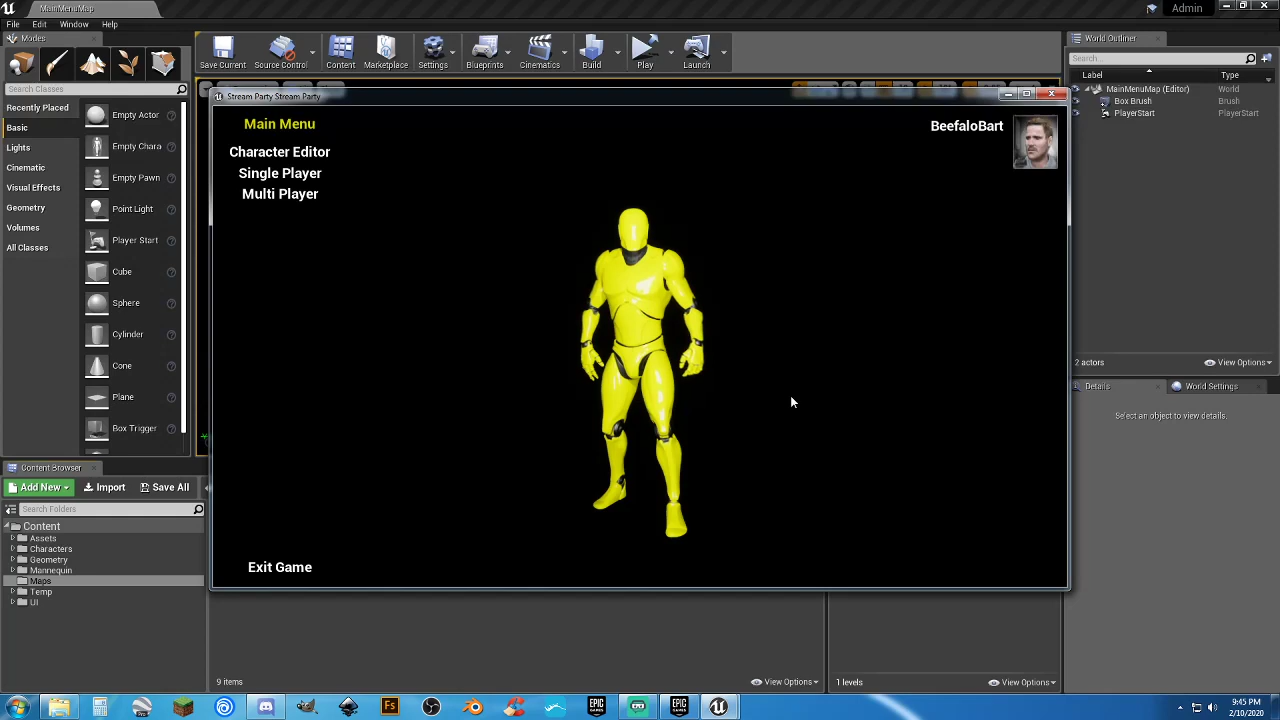 MainMenuMap
Admin
File Edit Window Help
Modes
Search Classes
Recently Placed
Basic
Lights
Cinematic
Visual Effects
Geometry
Volumes
All Classes
Empty Actor
Empty Chara
Empty Pawn
Point Light
Player Start
Cube
Sphere
Cylinder
Cone
Plane
Box Trigger
Save Current
Source Control
Content
Marketplace
Settings
Blueprints
Cinematics
Build
Play
Launch
World Outliner
Search...
Label
Type
MainMenuMap (Editor) World
Box Brush Brush
PlayerStart PlayerStart
2 actors
View Options
Details
World Settings
Select an object to view details.
Stream Party Stream Party
Main Menu
Character Editor
Single Player
Multi Player
Exit Game
BeefaloBart
Content Browser
Add New
Import
Save All
Search Folders
Content
Assets
Characters
Geometry
Mannequin
Maps
Temp
UI
9 items
View Options
1 levels
View Options
Pro
Fs
EPIC GAMES
EPIC GAMES
9:45 PM
2/10/2020